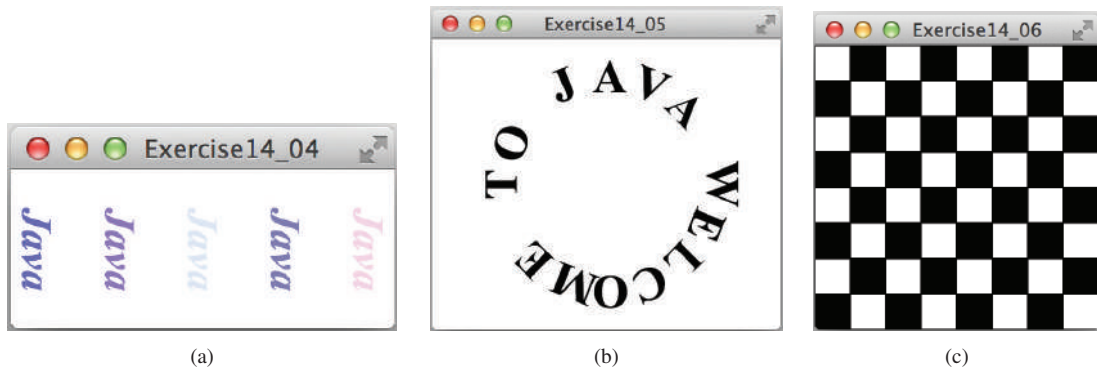 Exercise14_04
Java Java Java Java Java
(a)
Exercise14_05
WELCOME TO JAVA
(b)
Exercise14_06
(c)